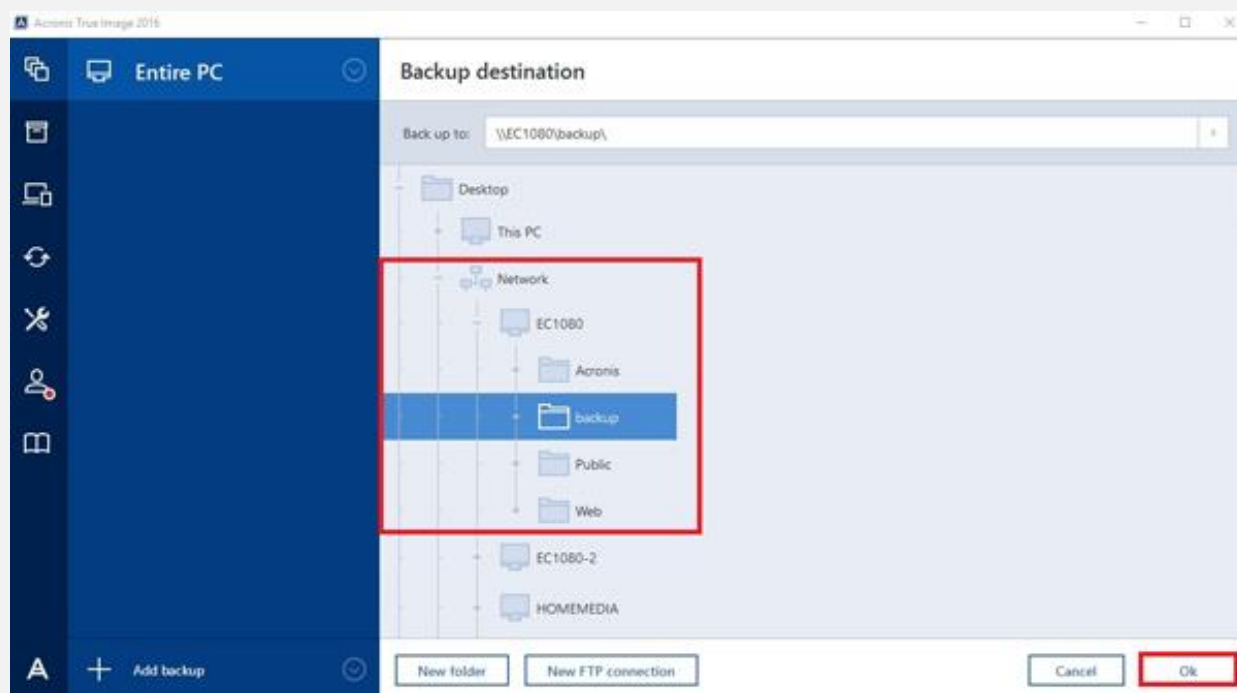 Acronis True Image 2016
Entire PC
Backup destination
Back up to: \\EC1080\backup\
Desktop
This PC
Network
EC1080
Acronis
backup
Public
Web
EC1080-2
HOMEMEDIA
Add backup
New folder
New FTP connection
Cancel
Ok